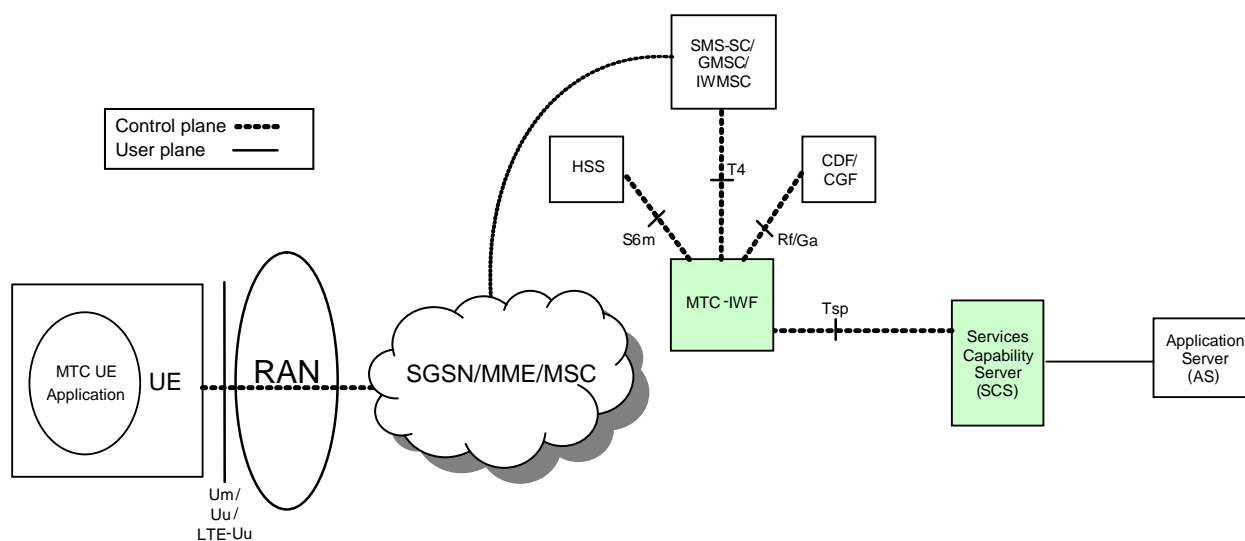 SMS-SC/
GMSC/
IWMSC
Control plane
User plane
HSS
T4
CDF/
CGF
S6m
Rf/Ga
MTC-IWF
Tsp
Services
Capability
Server
(SCS)
Application
Server
(AS)
MTC UE
Application
UE
RAN
SGSN/MME/MSC
Um/
Uu/
LTE-Uu